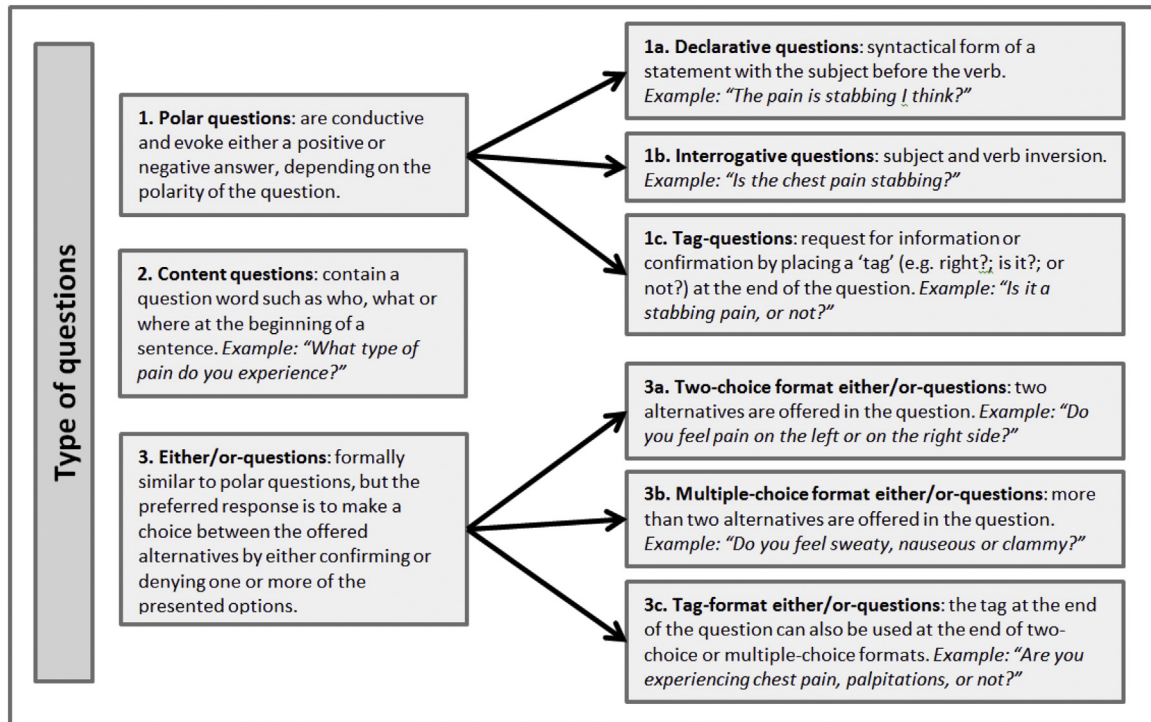 Type of questions
1. Polar questions: are conductive
and evoke either a positive or
negative answer, depending on the
polarity of the question.
2. Content questions: contain a
question word such as who, what or
where at the beginning of a
sentence. Example: “What type of
pain do you experience?”
3. Either/or-questions: formally
similar to polar questions, but the
preferred response is to make a
choice between the offered
alternatives by either confirming or
denying one or more of the
presented options.
1a. Declarative questions: syntactical form of a
statement with the subject before the verb.
Example: “The pain is stabbing I think?”
1b. Interrogative questions: subject and verb inversion.
Example: “Is the chest pain stabbing?”
1c. Tag-questions: request for information or
confirmation by placing a ‘tag’ (e.g. right?; is it?; or
not?) at the end of the question. Example: “Is it a
stabbing pain, or not?”
3a. Two-choice format either/or-questions: two
alternatives are offered in the question. Example: “Do
you feel pain on the left or on the right side?”
3b. Multiple-choice format either/or-questions: more
than two alternatives are offered in the question.
Example: “Do you feel sweaty, nauseous or clammy?”
3c. Tag-format either/or-questions: the tag at the end
of the question can also be used at the end of two-
choice or multiple-choice formats. Example: “Are you
experiencing chest pain, palpitations, or not?”